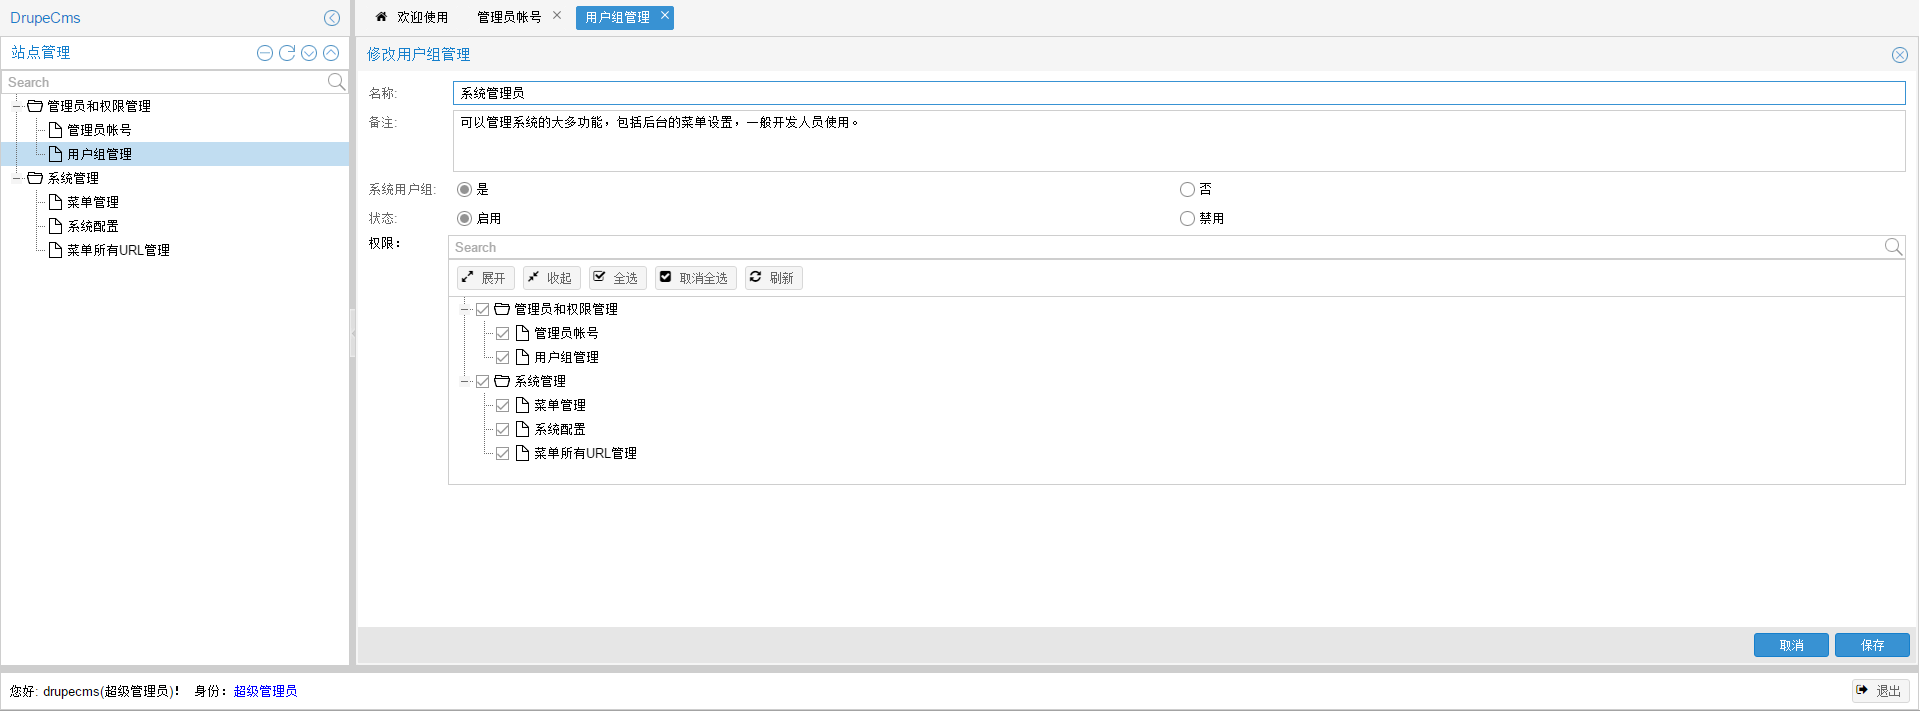 DrupeCms
站点管理
Search
管理员和权限管理
管理员帐号
用户组管理
系统管理
菜单管理
系统配置
菜单所有URL管理
欢迎使用 管理员帐号 用户组管理
修改用户组管理
名称: 系统管理员
备注: 可以管理系统的大多功能，包括后台的菜单设置，一般开发人员使用。
系统用户组: 是 否
状态: 启用 禁用
权限： Search
展开 收起 全选 取消全选 刷新
管理员和权限管理
管理员帐号
用户组管理
系统管理
菜单管理
系统配置
菜单所有URL管理
取消 保存
您好: drupecms(超级管理员)！ 身份：超级管理员 退出